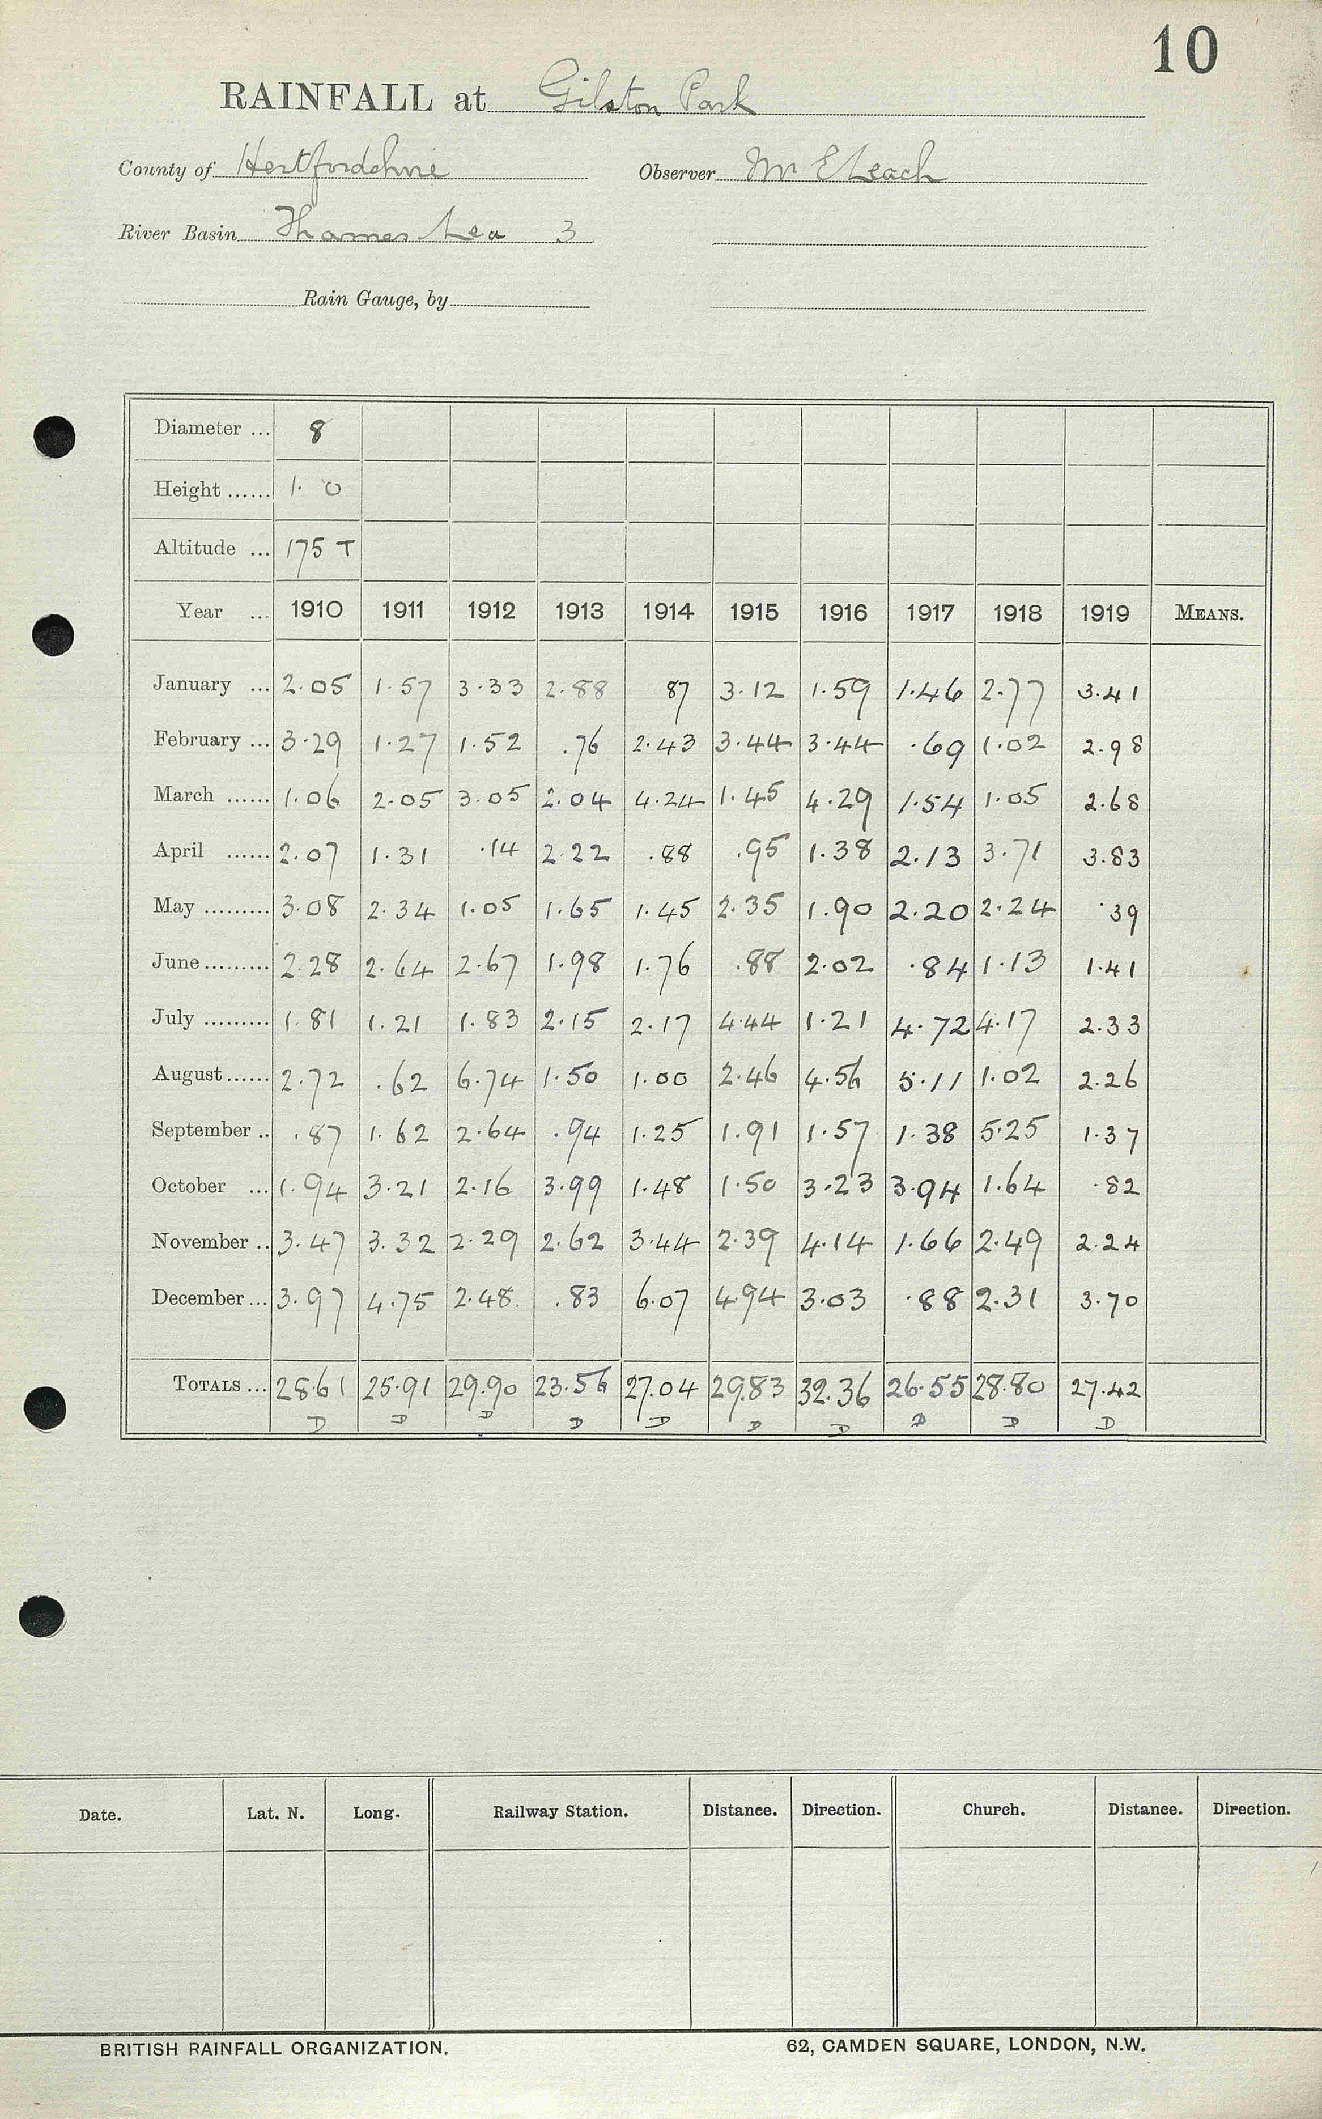 10
RAINFALL at Gilston Park
County of Hertfordshire Observer Mr E Leach
River Basin Thames Lea 3
Rain Gauge, by
Diameter ... 8
Height ...... 1. 0
Altitude ... 175 T
Year ... 1910 1911 1912 1913 1914 1915 1916 1917 1918 1919 MEANS.
January ... 2.05 1.57 3.33 2.88 87 3.12 1.59 1.46 2.77 3.41
February ... 3.29 1.27 1.52 .76 2.43 3.44 3.44 .69 1.02 2.98
March ...... 1.06 2.05 3.05 2.04 4.24 1.45 4.29 1.54 1.05 2.68
April ...... 2.07 1.31 .14 2.22 .88 .95 1.38 2.13 3.71 3.83
May ......... 3.08 2.34 1.05 1.65 1.45 2.35 1.90 2.20 2.24 .39
June ......... 2.28 2.64 2.67 1.98 1.76 .88 2.02 .84 1.13 1.41
July ......... 1.81 1.21 1.83 2.15 2.17 4.44 1.21 4.72 4.17 2.33
August ...... 2.72 .62 6.74 1.50 1.00 2.46 4.56 5.11 1.02 2.26
September .. .87 1.62 2.64 .94 1.25 1.91 1.57 1.38 5.25 1.37
October ... 1.94 3.21 2.16 3.99 1.48 1.50 3.23 3.94 1.64 .82
November .. 3.47 3.32 2.29 2.62 3.44 2.39 4.14 1.66 2.49 2.24
December ... 3.97 4.75 2.48 .83 6.07 4.94 3.03 .88 2.31 3.70
TOTALS ... 28.61 25.91 29.90 23.56 27.04 29.83 32.36 26.55 28.80 27.42
D D D D D D D D D D
Date. Lat. N. Long. Railway Station. Distance. Direction. Church. Distance. Direction.
BRITISH RAINFALL ORGANIZATION. 62, CAMDEN SQUARE, LONDON, N.W.